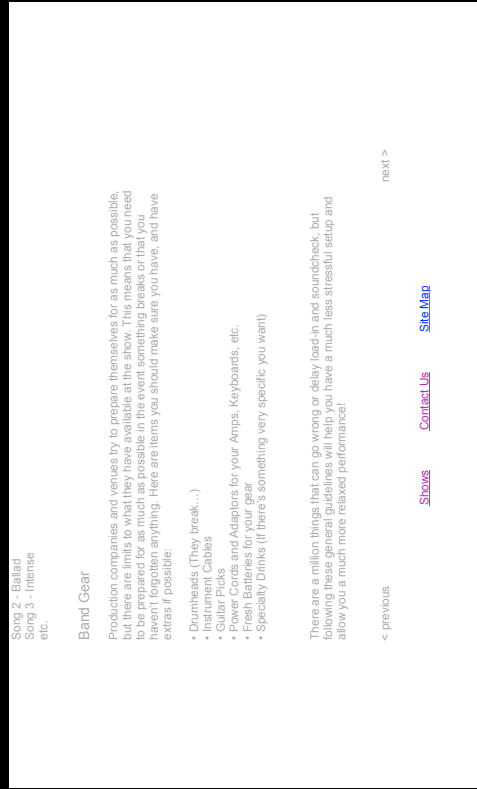 Song 2 - Ballad
Song 3 - Intense
etc.
Band Gear
Production companies and venues try to prepare themselves for as much as possible,
but there are limits to what they have available at the show. This means that you need
to be prepared for as much as possible in the event something breaks or that you
haven't forgotten anything. Here are items you should make sure you have, and have
extras if possible:
• Drumheads (They break…)
• Instrument Cables
• Guitar Picks
• Power Cords and Adaptors for your Amps, Keyboards, etc.
• Fresh Batteries for your gear
• Specialty Drinks (If there's something very specific you want)
There are a million things that can go wrong or delay load-in and soundcheck, but
following these general guidelines will help you have a much less stressful setup and
allow you a much more relaxed performance!
< previous next >
Shows Contact Us Site Map